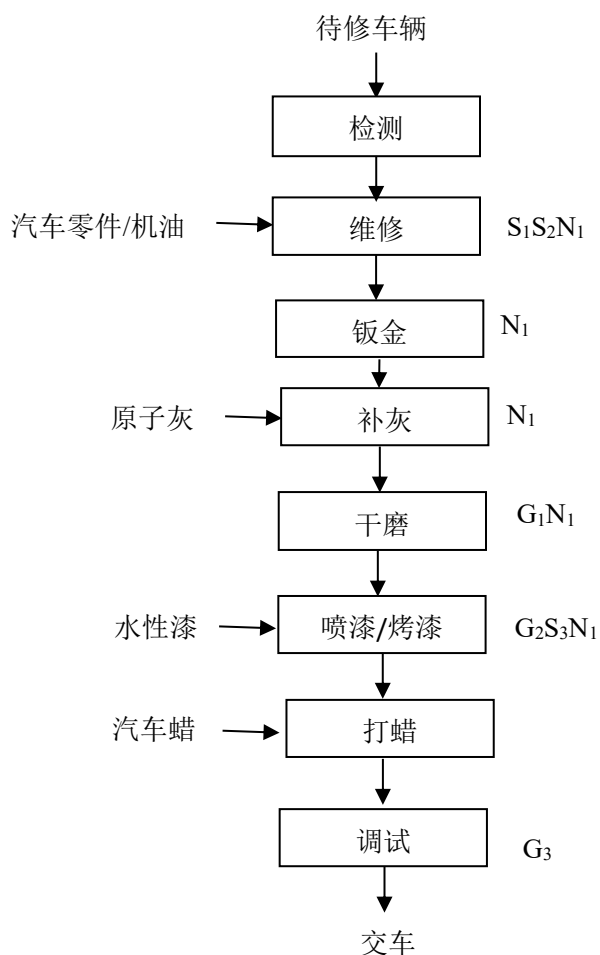 待修车辆
检测
汽车零件/机油
维修
S₁S₂N₁
钣金
N₁
原子灰
补灰
N₁
干磨
G₁N₁
水性漆
喷漆/烤漆
G₂S₃N₁
汽车蜡
打蜡
调试
G₃
交车